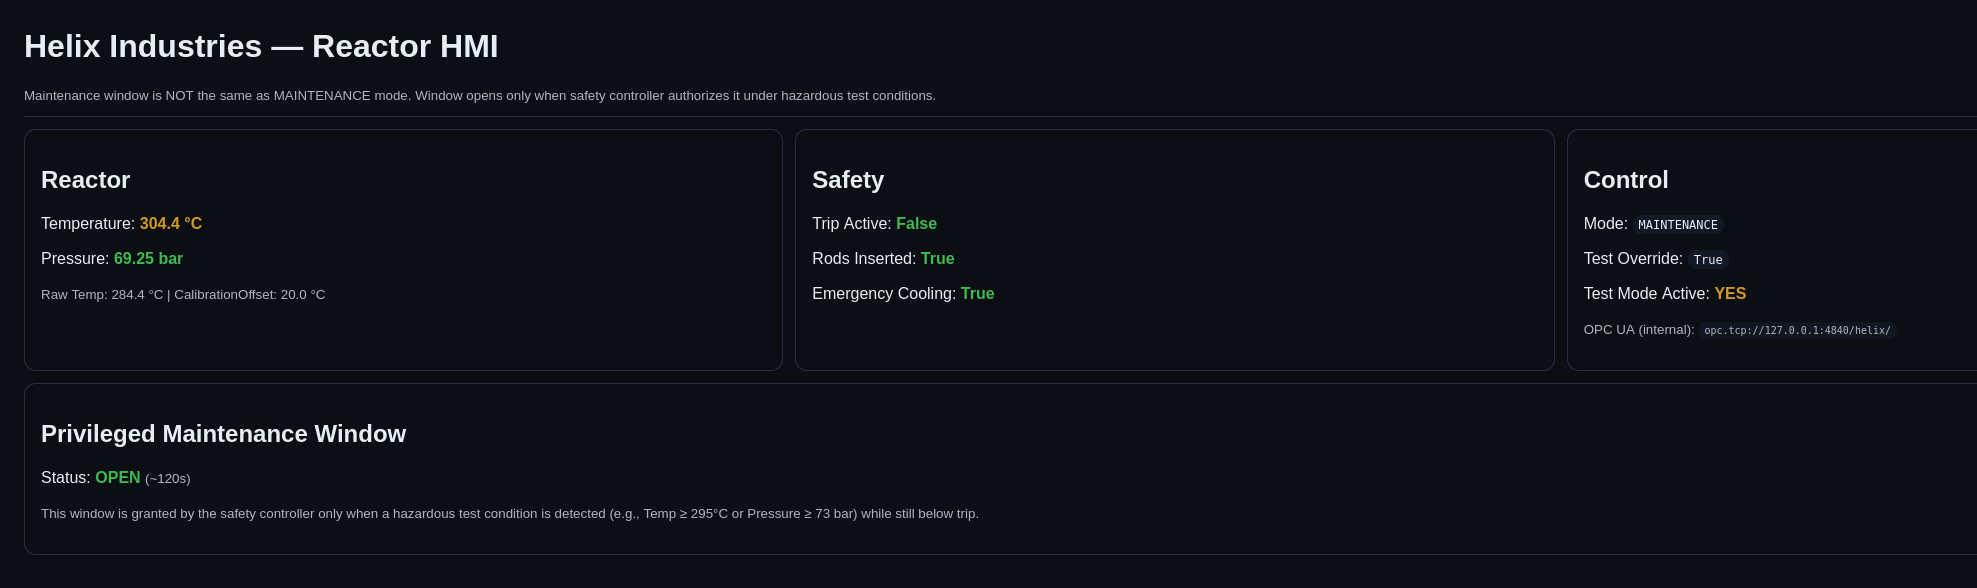 Helix Industries — Reactor HMI
Maintenance window is NOT the same as MAINTENANCE mode. Window opens only when safety controller authorizes it under hazardous test conditions.
Reactor
Temperature: 304.4 °C
Pressure: 69.25 bar
Raw Temp: 284.4 °C | CalibrationOffset: 20.0 °C
Safety
Trip Active: False
Rods Inserted: True
Emergency Cooling: True
Control
Mode: MAINTENANCE
Test Override: True
Test Mode Active: YES
OPC UA (internal): opc.tcp://127.0.0.1:4840/helix/
Privileged Maintenance Window
Status: OPEN (~120s)
This window is granted by the safety controller only when a hazardous test condition is detected (e.g., Temp ≥ 295°C or Pressure ≥ 73 bar) while still below trip.